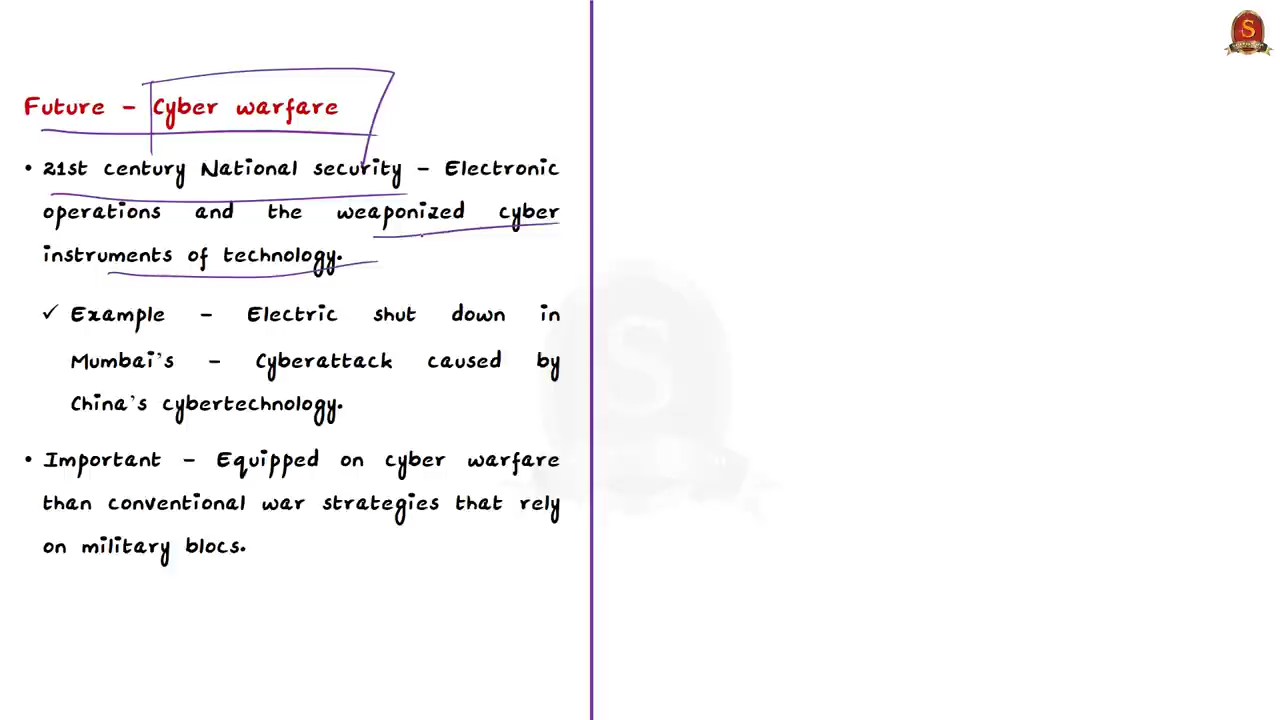 Future - Cyber warfare
• 21st century National security - Electronic
operations and the weaponized cyber
instruments of technology.
✓ Example - Electric shut down in
Mumbai's - Cyberattack caused by
China's cybertechnology.
• Important - Equipped on cyber warfare
than conventional war strategies that rely
on military blocs.
S
S